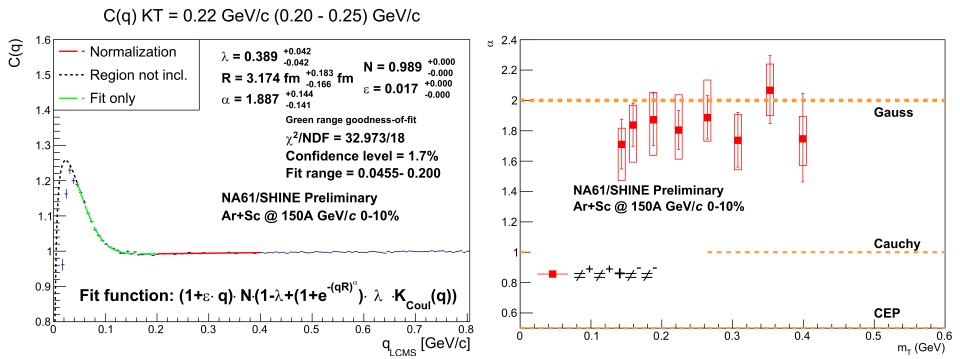 C(q) KT = 0.22 GeV/c (0.20 - 0.25) GeV/c
C(q)
1.6
1.5
1.4
1.3
1.2
1.1
1
0.9
0.8
Normalization
Region not incl.
Fit only
λ = 0.389 +0.042 -0.042
R = 3.174 fm +0.183 -0.166 fm
α = 1.887 +0.144 -0.141
N = 0.989 +0.000 -0.000
ε = 0.017 +0.000 -0.000
Green range goodness-of-fit
χ²/NDF = 32.973/18
Confidence level = 1.7%
Fit range = 0.0455- 0.200
NA61/SHINE Preliminary
Ar+Sc @ 150A GeV/c 0-10%
Fit function: (1+ε· q)· N·(1-λ+(1+e^{-(qR)^α})· λ ·K_Coul(q))
0 0.1 0.2 0.3 0.4 0.5 0.6 0.7 0.8
q_LCMS [GeV/c]
α
2.4
2.2
2
1.8
1.6
1.4
1.2
1
0.8
0.6
Gauss
NA61/SHINE Preliminary
Ar+Sc @ 150A GeV/c 0-10%
Cauchy
≠⁺≠⁺+≠⁻≠⁻
CEP
0 0.1 0.2 0.3 0.4 0.5 0.6
m_T (GeV)